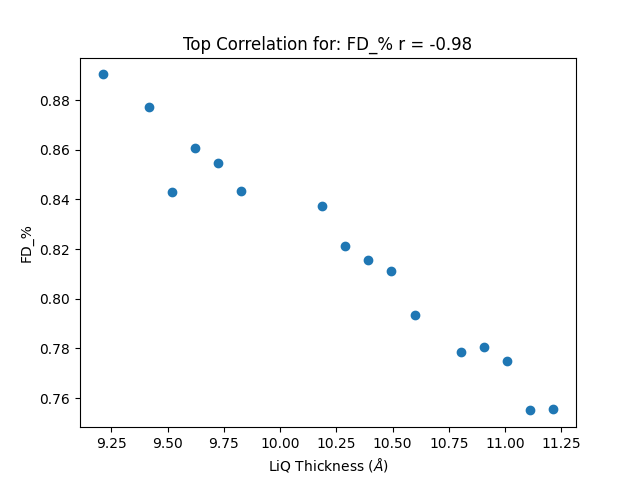 Top Correlation for: FD_% r = -0.98
FD_%
0.88
0.86
0.84
0.82
0.80
0.78
0.76
9.25 9.50 9.75 10.00 10.25 10.50 10.75 11.00 11.25
LiQ Thickness (Å)